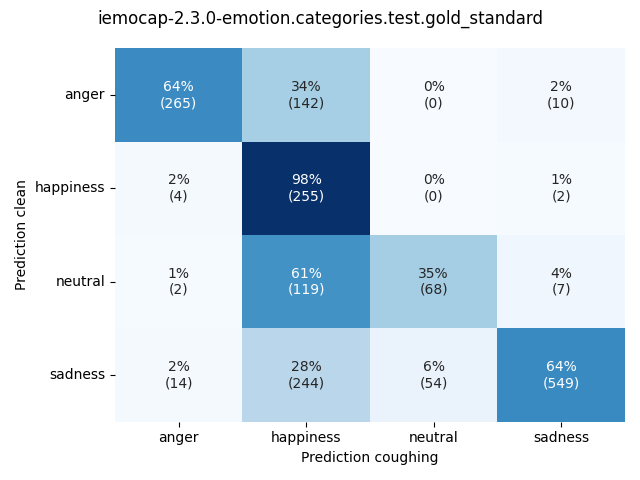 iemocap-2.3.0-emotion.categories.test.gold_standard
Prediction clean
anger
64% 34% 0% 2%
(265) (142) (0) (10)
happiness
2% 98% 0% 1%
(4) (255) (0) (2)
neutral
1% 61% 35% 4%
(2) (119) (68) (7)
sadness
2% 28% 6% 64%
(14) (244) (54) (549)
anger happiness neutral sadness
Prediction coughing